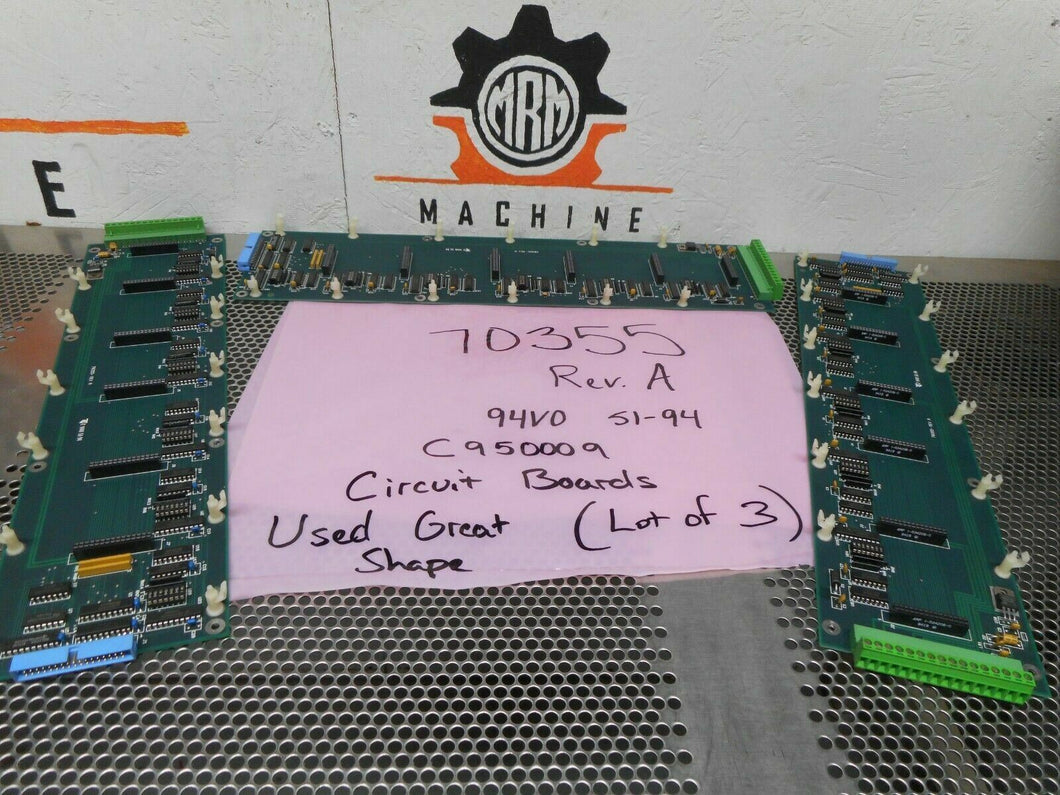 MRM
E
MACHINE
70355
Rev. A
94V0 51-94
C950009
Circuit Boards
Used Great (Lot of 3)
Shape